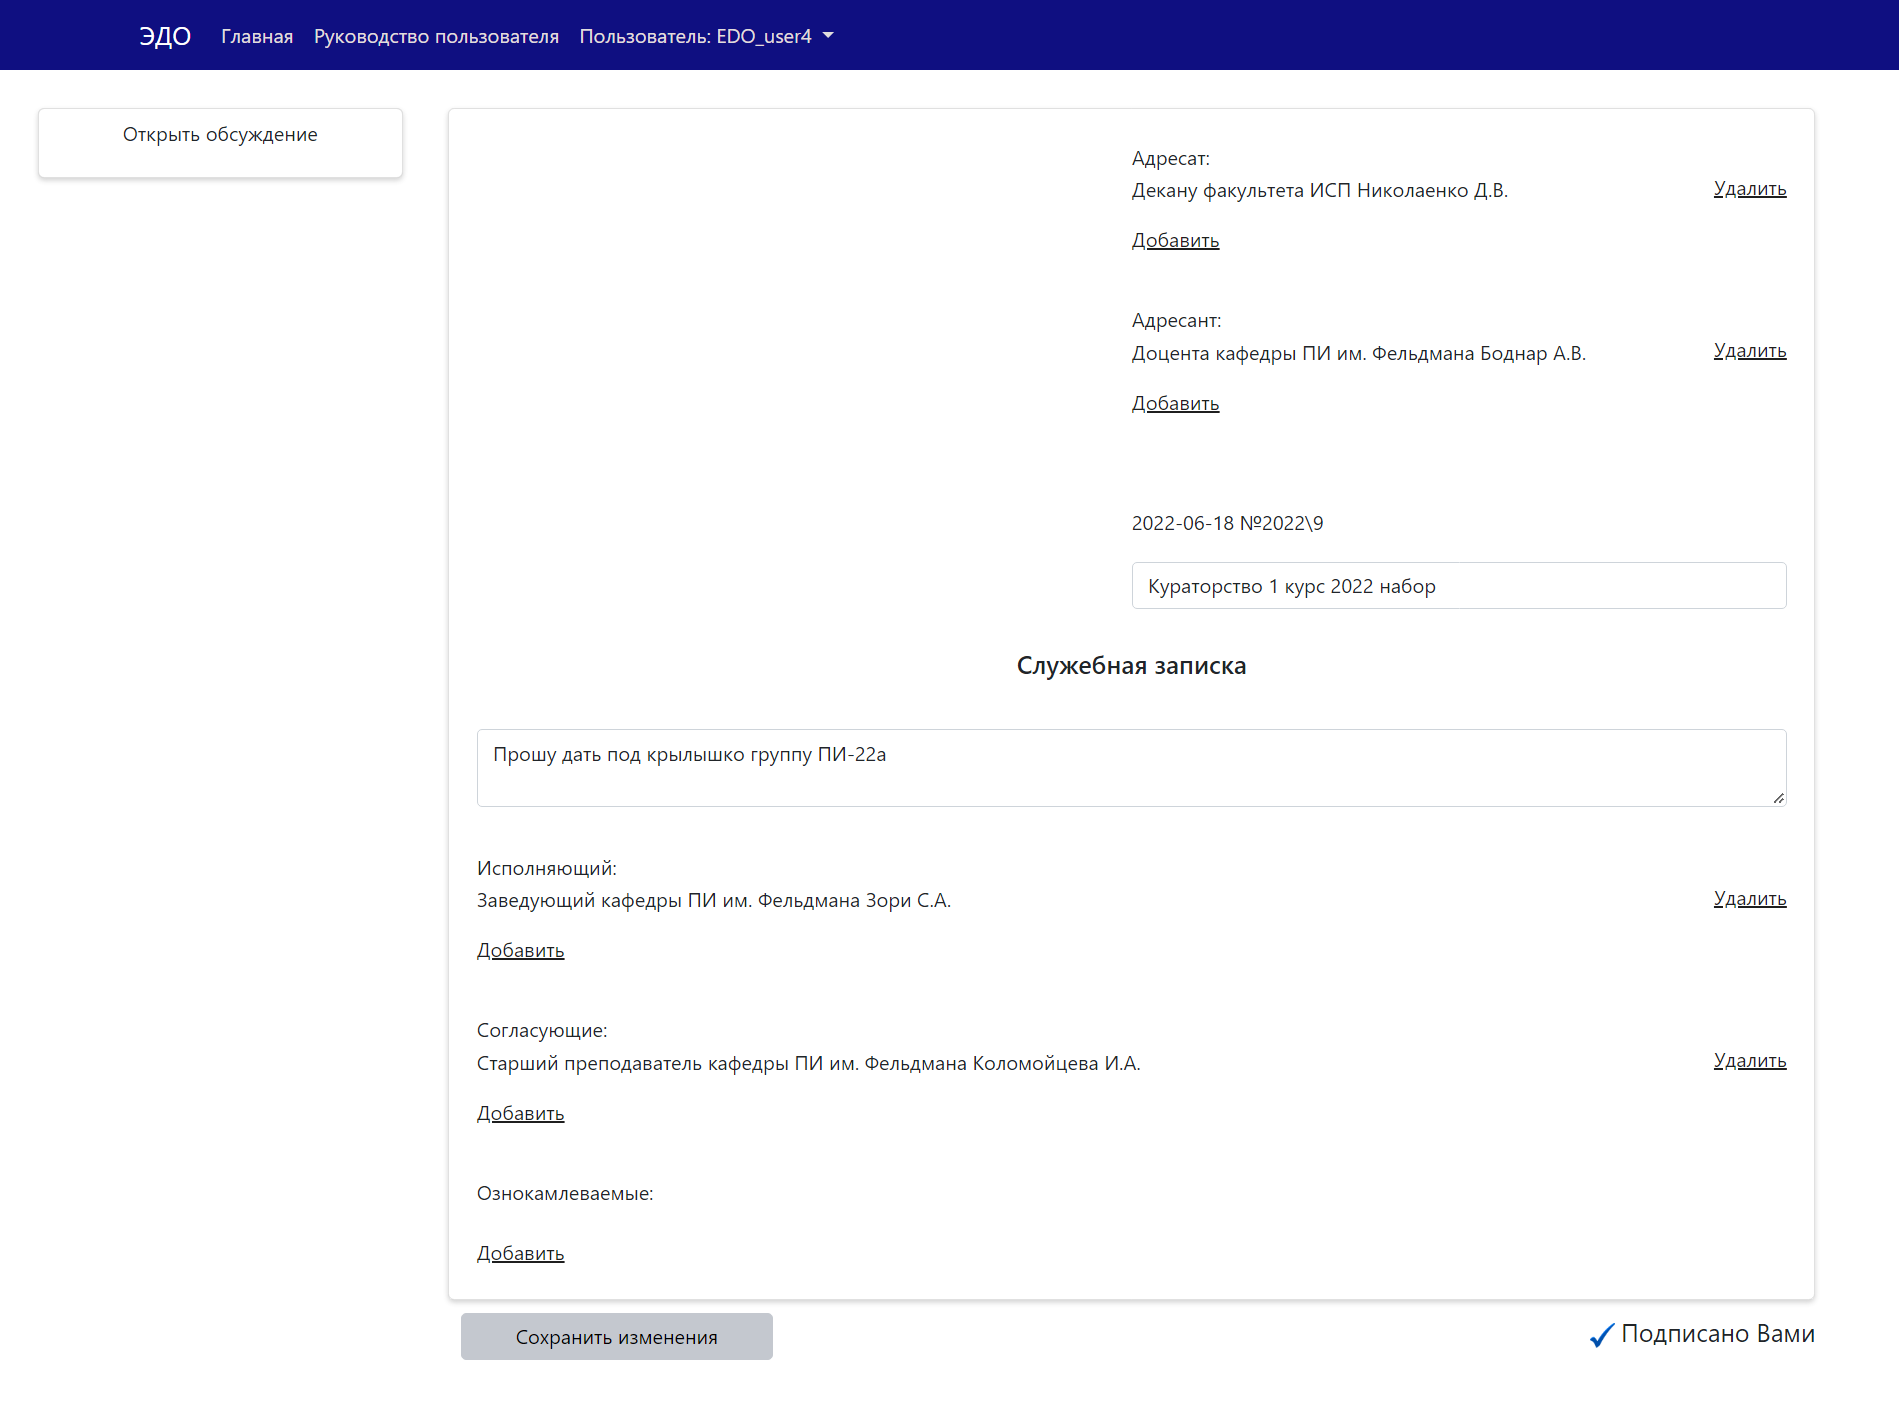 ЭДО Главная Руководство пользователя Пользователь: EDO_user4
Открыть обсуждение
Адресат:
Декану факультета ИСП Николаенко Д.В. Удалить
Добавить
Адресант:
Доцента кафедры ПИ им. Фельдмана Боднар А.В. Удалить
Добавить
2022-06-18 №2022\9
Кураторство 1 курс 2022 набор
Служебная записка
Прошу дать под крылышко группу ПИ-22а
Исполняющий:
Заведующий кафедры ПИ им. Фельдмана Зори С.А. Удалить
Добавить
Согласующие:
Старший преподаватель кафедры ПИ им. Фельдмана Коломойцева И.А. Удалить
Добавить
Ознокамлеваемые:
Добавить
Сохранить изменения Подписано Вами